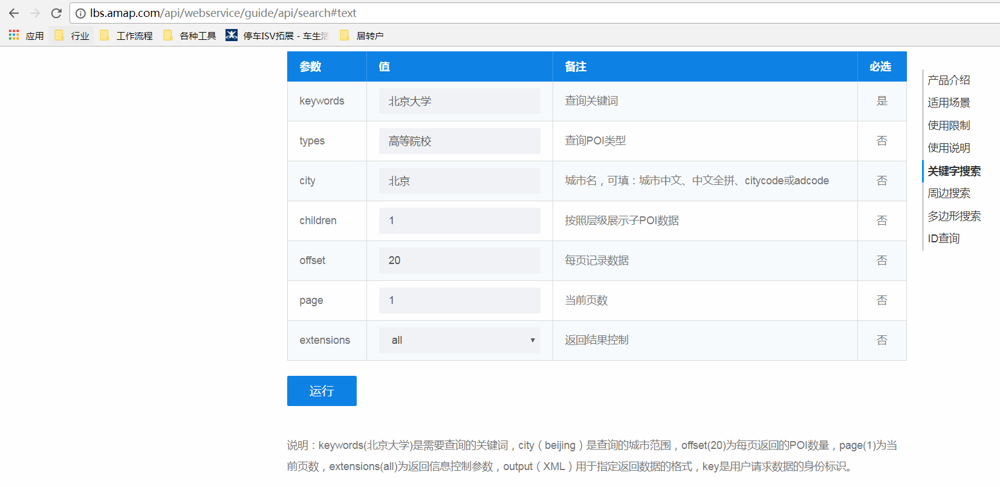 lbs.amap.com/api/webservice/guide/api/search#text
应用 行业 工作流程 各种工具 停车ISV拓展 - 车生活 居转户
参数 值 备注 必选
keywords 北京大学 查询关键词 是
types 高等院校 查询POI类型 否
city 北京 城市名，可填：城市中文、中文全拼、citycode或adcode 否
children 1 按照层级展示子POI数据 否
offset 20 每页记录数据 否
page 1 当前页数 否
extensions all 返回结果控制 否
运行
说明：keywords(北京大学)是需要查询的关键词，city（beijing）是查询的城市范围，offset(20)为每页返回的POI数量，page(1)为当
前页数，extensions(all)为返回信息控制参数，output（XML）用于指定返回数据的格式，key是用户请求数据的身份标识。
产品介绍
适用场景
使用限制
使用说明
关键字搜索
周边搜索
多边形搜索
ID查询